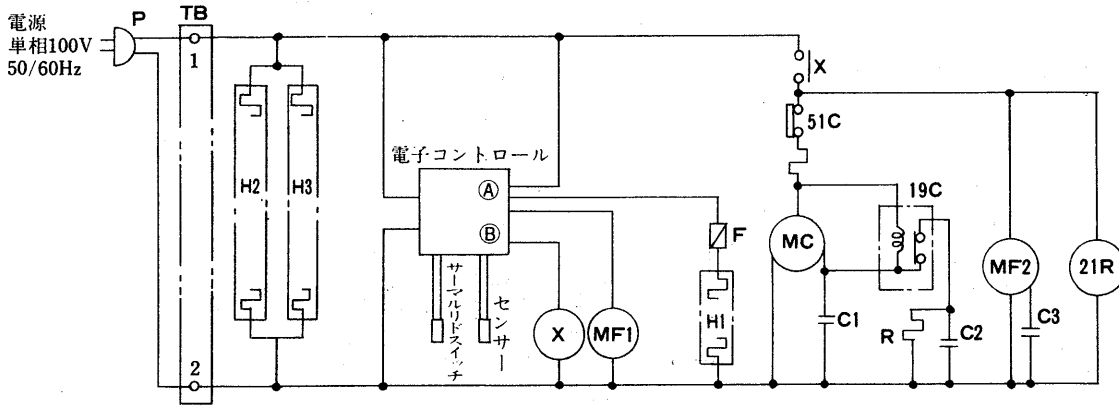 電源
単相100V
50/60Hz
P
TB
1
2
H2
H3
電子コントロール
Ⓐ
Ⓑ
サーマルリドスイッチ
センサー
X
MF1
F
H1
X
51C
MC
19C
C1
R
C2
MF2
C3
21R